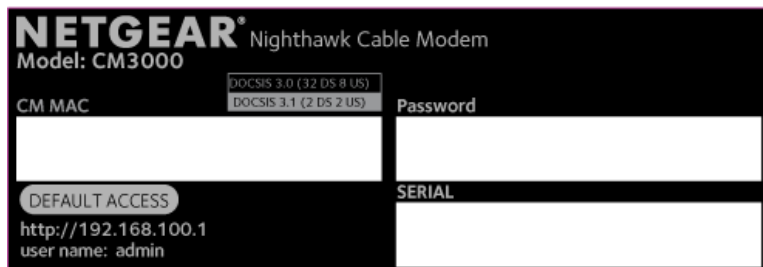 NETGEAR® Nighthawk Cable Modem
Model: CM3000
DOCSIS 3.0 (32 DS 8 US)
DOCSIS 3.1 (2 DS 2 US)
CM MAC
Password
DEFAULT ACCESS
SERIAL
http://192.168.100.1
user name: admin